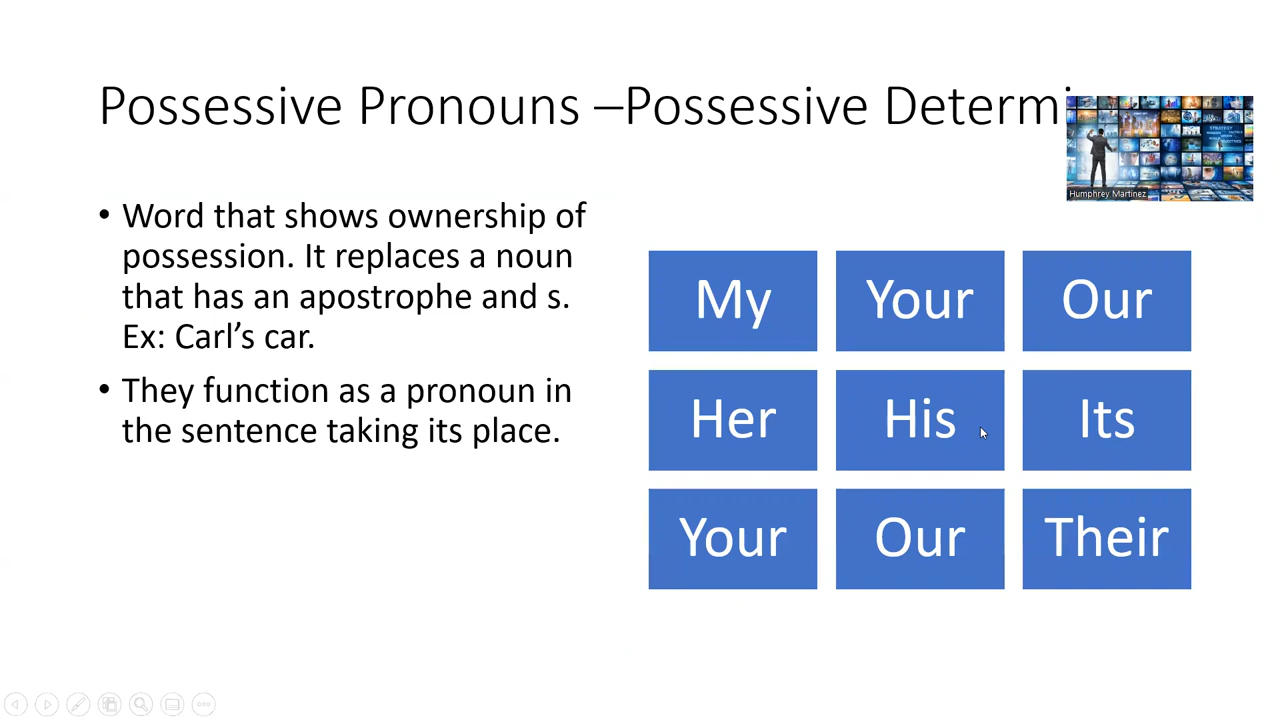 Possessive Pronouns –Possessive Determi
STRATEGY
Humphrey Martinez
• Word that shows ownership of
possession. It replaces a noun
that has an apostrophe and s.
Ex: Carl’s car.
• They function as a pronoun in
the sentence taking its place.
My Your Our
Her His Its
Your Our Their